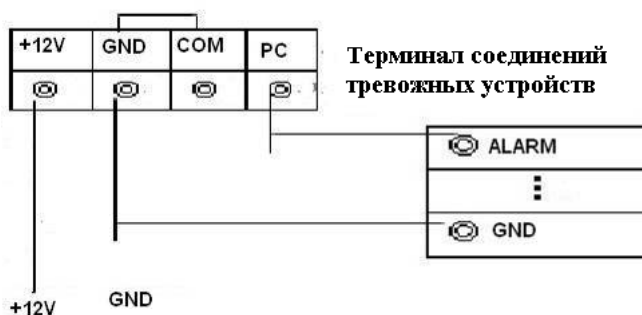 +12V GND COM PC
Терминал соединений
тревожных устройств
ALARM
GND
+12V GND